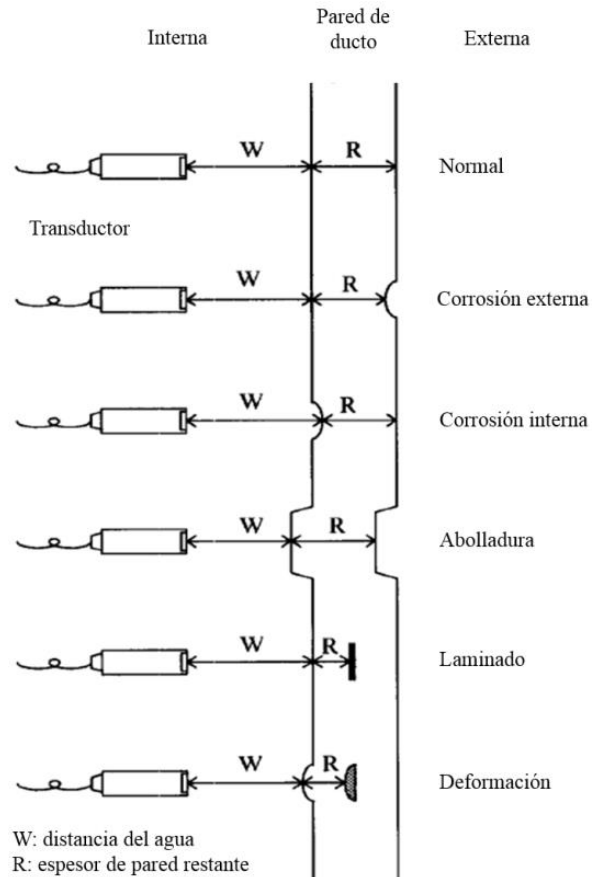 Interna
Pared de
ducto
Externa
W
R
Normal
Transductor
W
R
Corrosión externa
W
R
Corrosión interna
W
R
Abolladura
W
R
Laminado
W
R
Deformación
W: distancia del agua
R: espesor de pared restante